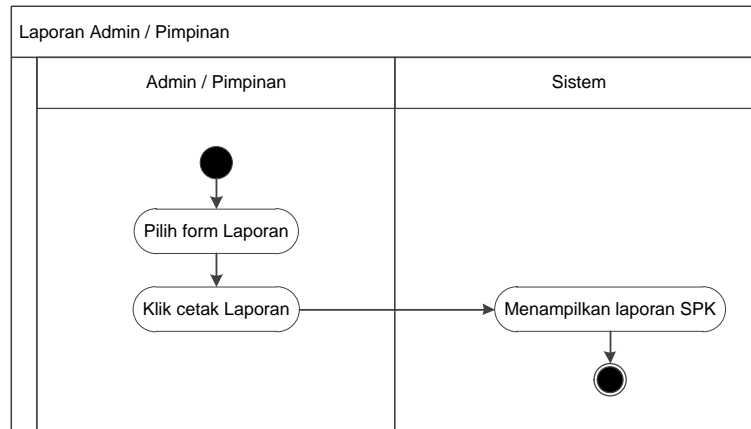 Laporan Admin / Pimpinan
Admin / Pimpinan
Sistem
Pilih form Laporan
Klik cetak Laporan
Menampilkan laporan SPK